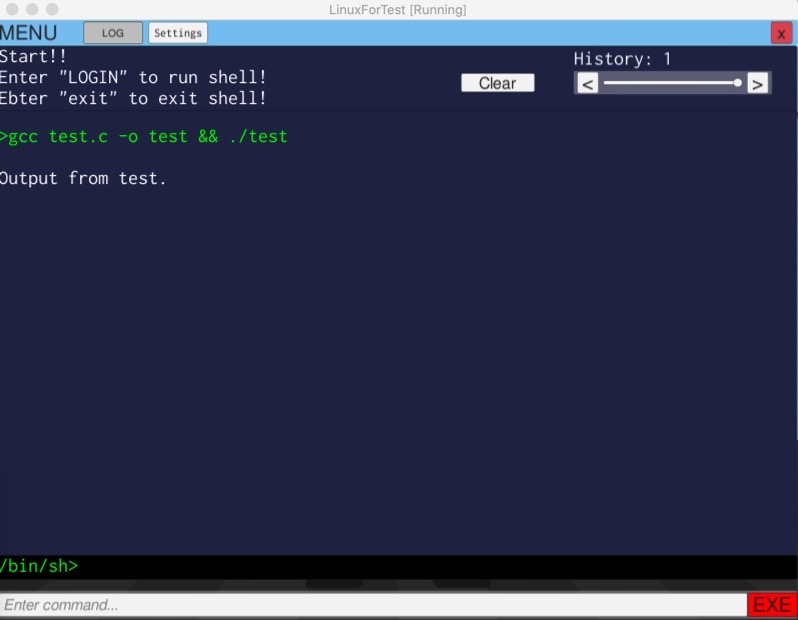 LinuxForTest [Running]
MENU LOG Settings x
Start!!
Enter "LOGIN" to run shell!
Ebter "exit" to exit shell!
Clear
History: 1
< >
>gcc test.c -o test && ./test
Output from test.
/bin/sh>
Enter command...
EXE